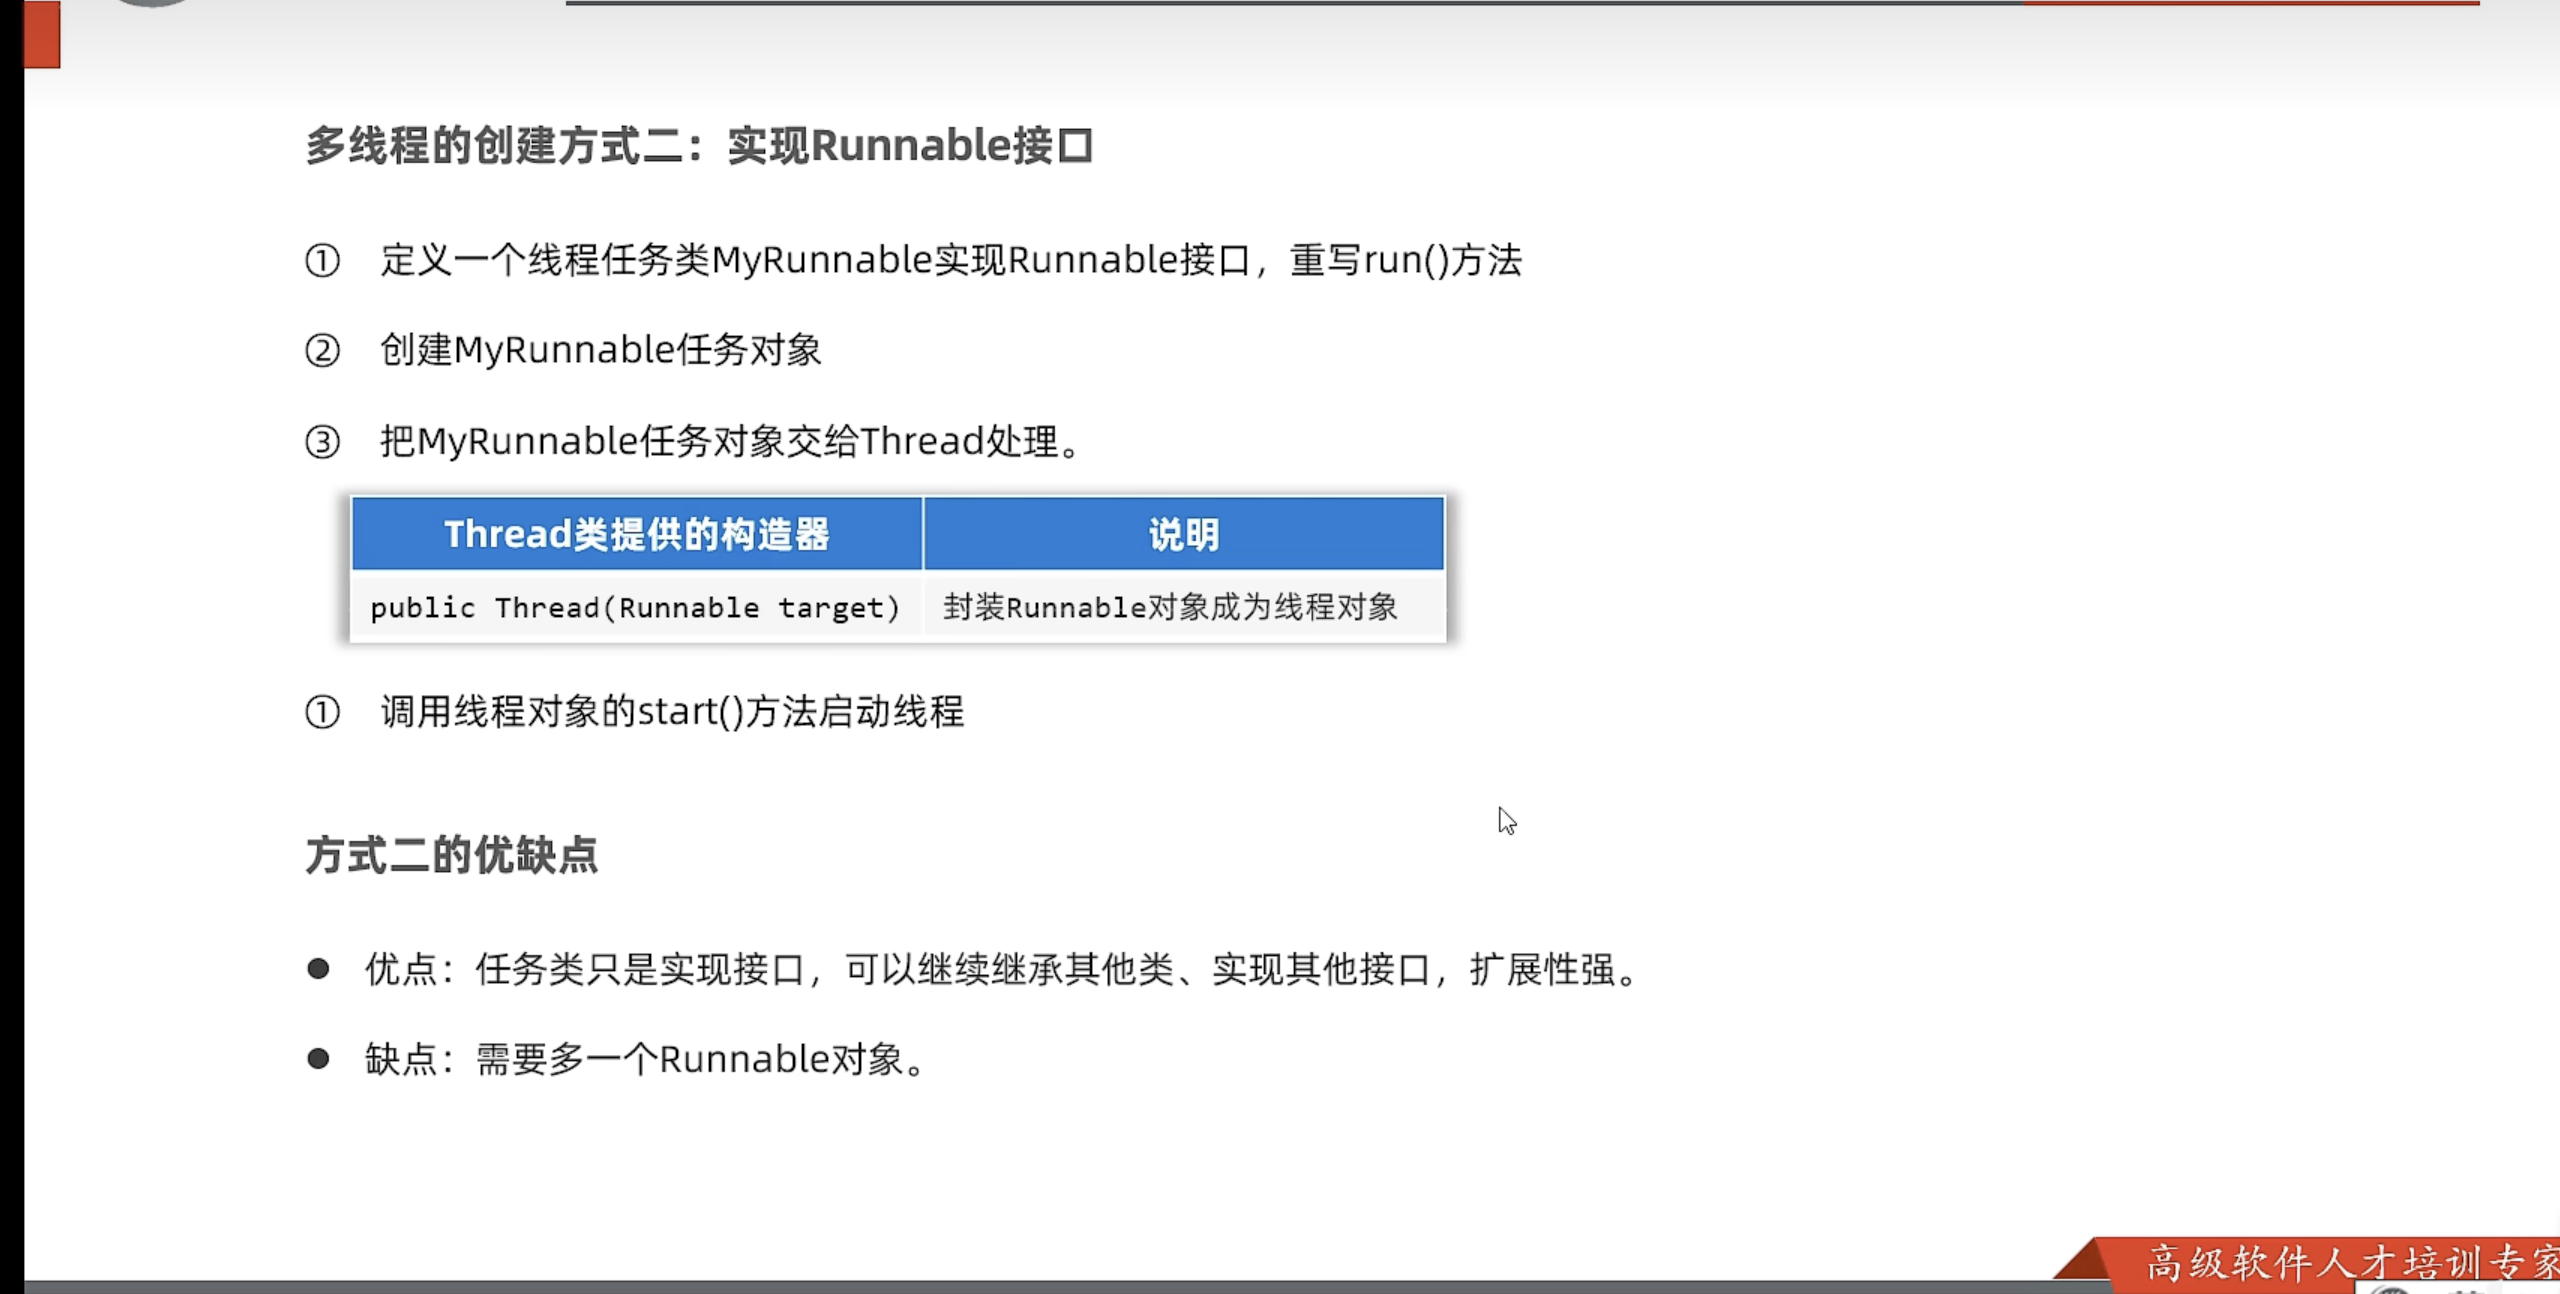 多线程的创建方式二：实现Runnable接口
① 定义一个线程任务类MyRunnable实现Runnable接口，重写run()方法
② 创建MyRunnable任务对象
③ 把MyRunnable任务对象交给Thread处理。
Thread类提供的构造器 说明
public Thread(Runnable target) 封装Runnable对象成为线程对象
① 调用线程对象的start()方法启动线程
方式二的优缺点
● 优点：任务类只是实现接口，可以继续继承其他类、实现其他接口，扩展性强。
● 缺点：需要多一个Runnable对象。
高级软件人才培训专家